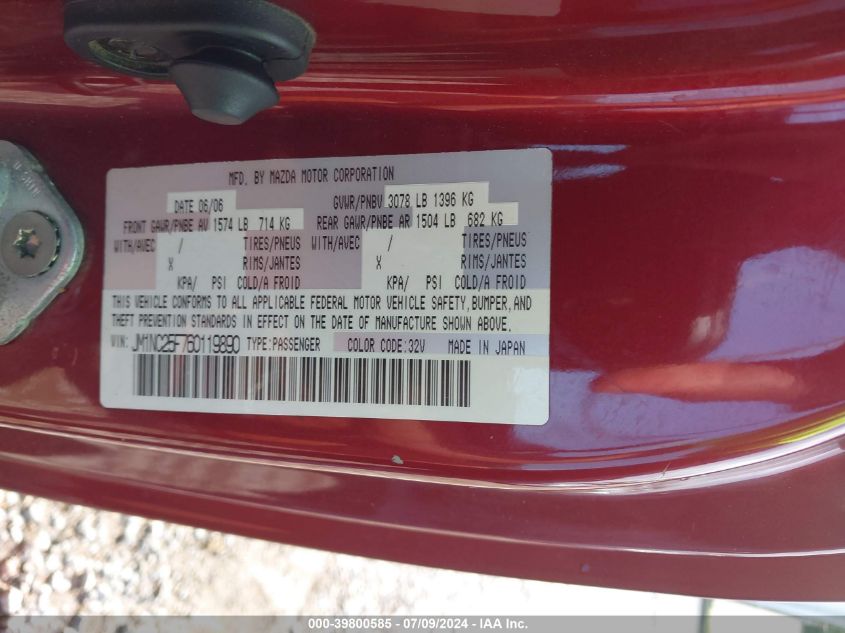 MFD. BY MAZDA MOTOR CORPORATION
DATE 06/06 GVWR/PNBV 3078 LB 1396 KG
FRONT GAWR/PNBE AV 1574 LB 714 KG REAR GAWR/PNBE AR 1504 LB 682 KG
WITH/AVEC / TIRES/PNEUS WITH/AVEC / TIRES/PNEUS
X RIMS/JANTES X RIMS/JANTES
KPA/ PSI COLD/A FROID KPA/ PSI COLD/A FROID
THIS VEHICLE CONFORMS TO ALL APPLICABLE FEDERAL MOTOR VEHICLE SAFETY, BUMPER, AND
THEFT PREVENTION STANDARDS IN EFFECT ON THE DATE OF MANUFACTURE SHOWN ABOVE.
VIN: JM1NC25F760119890 TYPE:PASSENGER COLOR CODE:32V MADE IN JAPAN
000-39800585 - 07/09/2024 - IAA Inc.